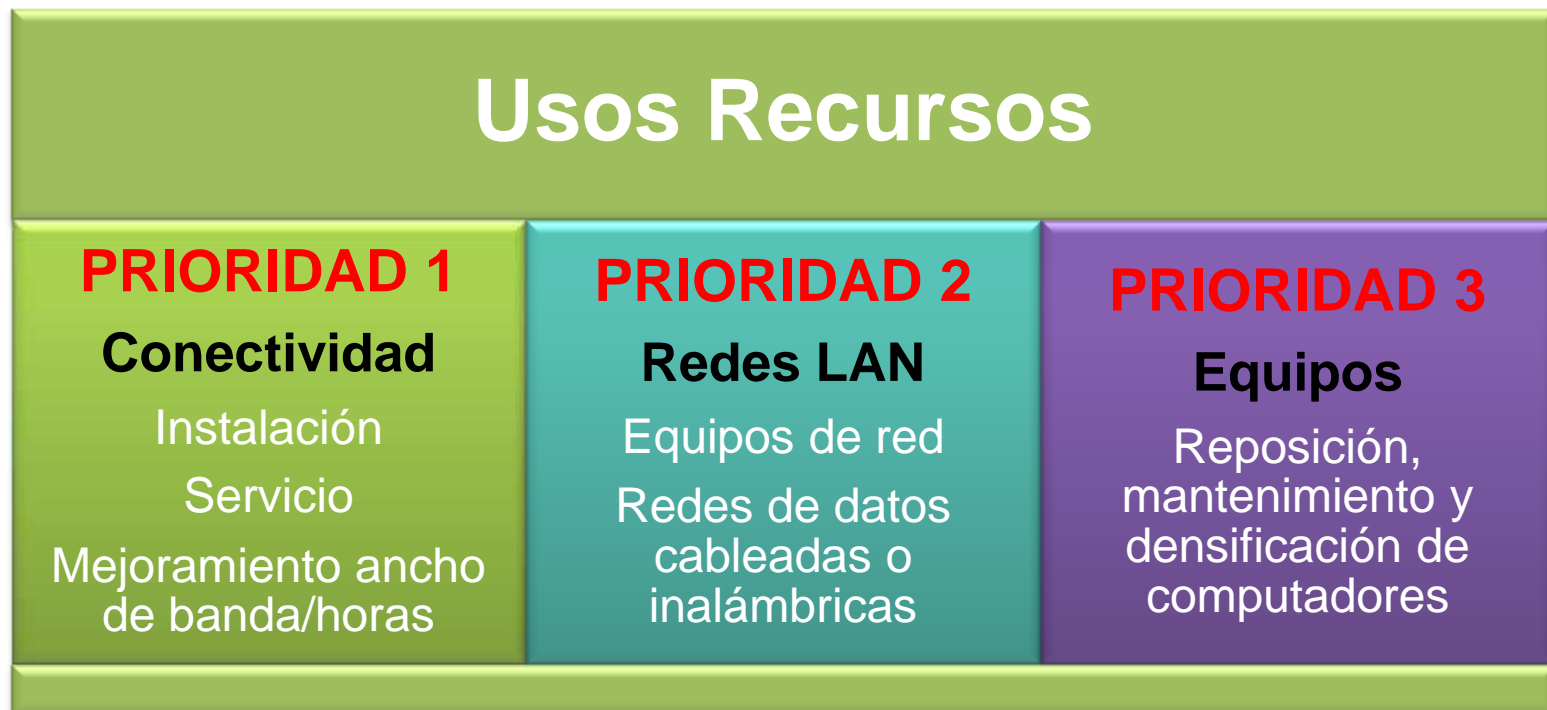 Usos Recursos
PRIORIDAD 1
Conectividad
Instalación
Servicio
Mejoramiento ancho
de banda/horas
PRIORIDAD 2
Redes LAN
Equipos de red
Redes de datos
cableadas o
inalámbricas
PRIORIDAD 3
Equipos
Reposición,
mantenimiento y
densificación de
computadores